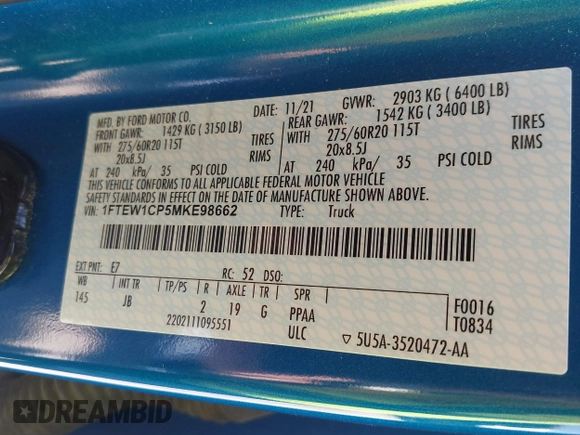 MFD. BY FORD MOTOR CO.
DATE: 11/21 GVWR: 2903 KG ( 6400 LB)
FRONT GAWR: 1429 KG ( 3150 LB)
REAR GAWR: 1542 KG ( 3400 LB)
WITH 275/60R20 115T TIRES
WITH 275/60R20 115T TIRES
20x8.5J RIMS
20x8.5J RIMS
AT 240 kPa/ 35 PSI COLD
AT 240 kPa/ 35 PSI COLD
THIS VEHICLE CONFORMS TO ALL APPLICABLE FEDERAL MOTOR VEHICLE
SAFETY STANDARDS IN EFFECT ON THE DATE OF MANUFACTURE SHOWN ABOVE.
VIN: 1FTEW1CP5MKE98662 TYPE: Truck
EXT PNT: E7 RC: 52 DSO:
WB INT TR TP/PS R AXLE TR SPR
145 JB 2 19 G PPAA
F0016
T0834
2202111095551 ULC
▽ 5U5A-3520472-AA
DREAMBID